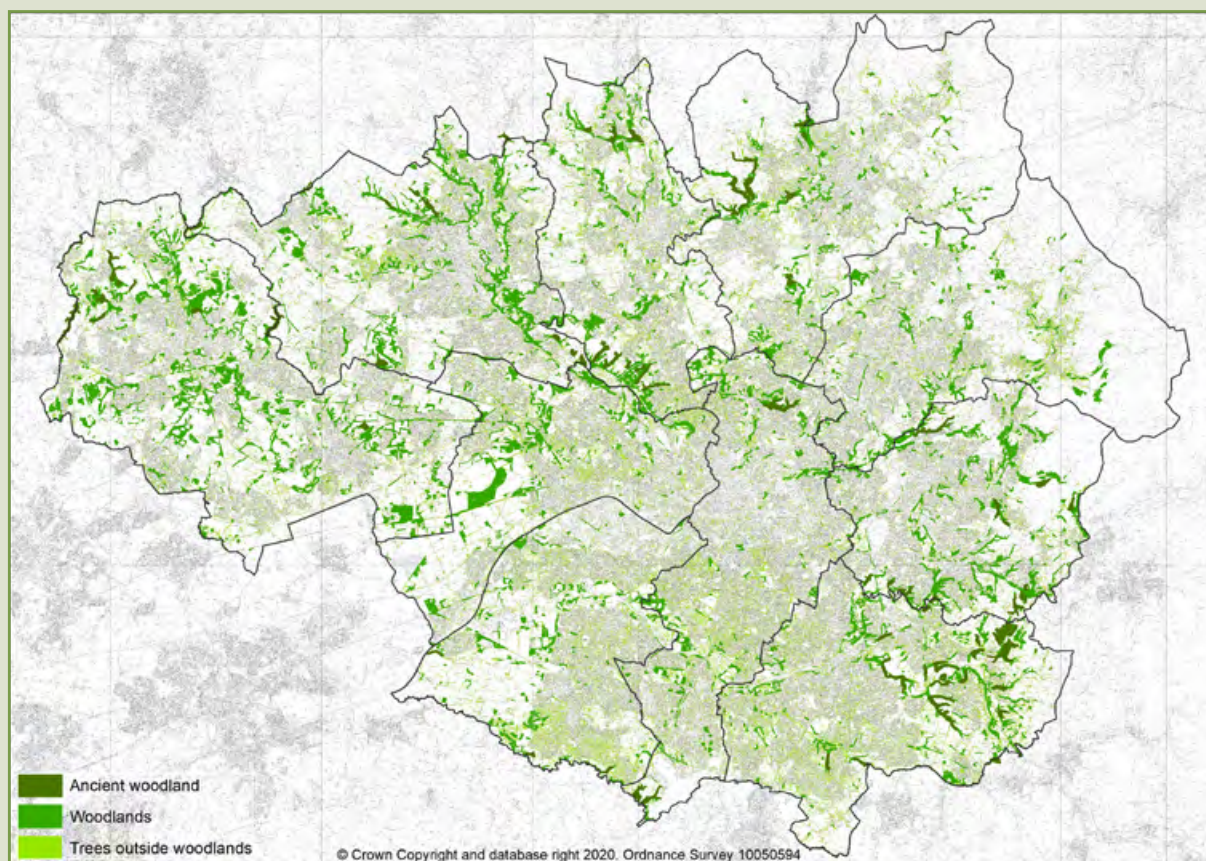 Ancient woodland
Woodlands
Trees outside woodlands
© Crown Copyright and database right 2020. Ordnance Survey 10050594